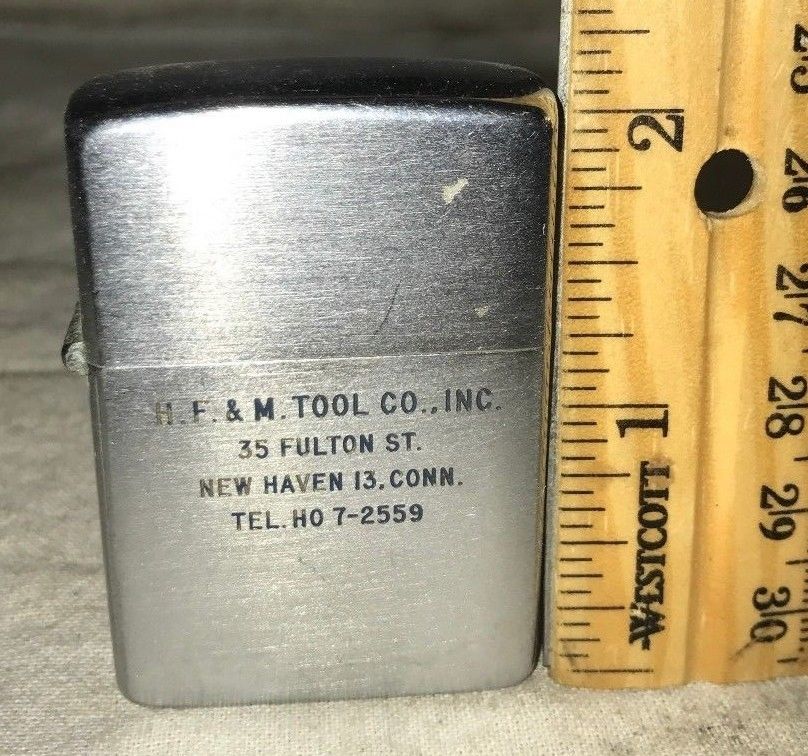 H. F. & M. TOOL CO., INC.
35 FULTON ST.
NEW HAVEN 13, CONN.
TEL. HO 7-2559
2
1
WESTCOTT
25
26
27
28
29
30